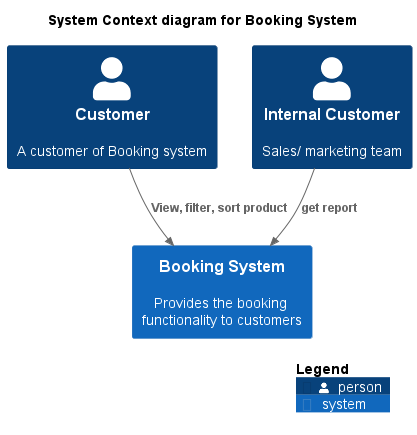 System Context diagram for Booking System
Customer
A customer of Booking system
Internal Customer
Sales/ marketing team
View, filter, sort product
get report
Booking System
Provides the booking
functionality to customers
Legend
person
system